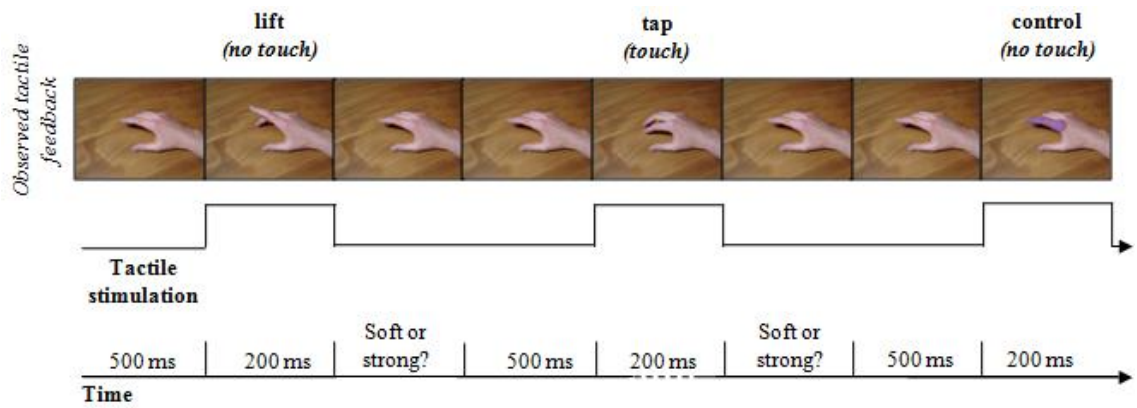 lift
(no touch)
tap
(touch)
control
(no touch)
Observed tactile
feedback
Tactile
stimulation
500 ms
200 ms
Soft or
strong?
500 ms
200 ms
Soft or
strong?
500 ms
200 ms
Time